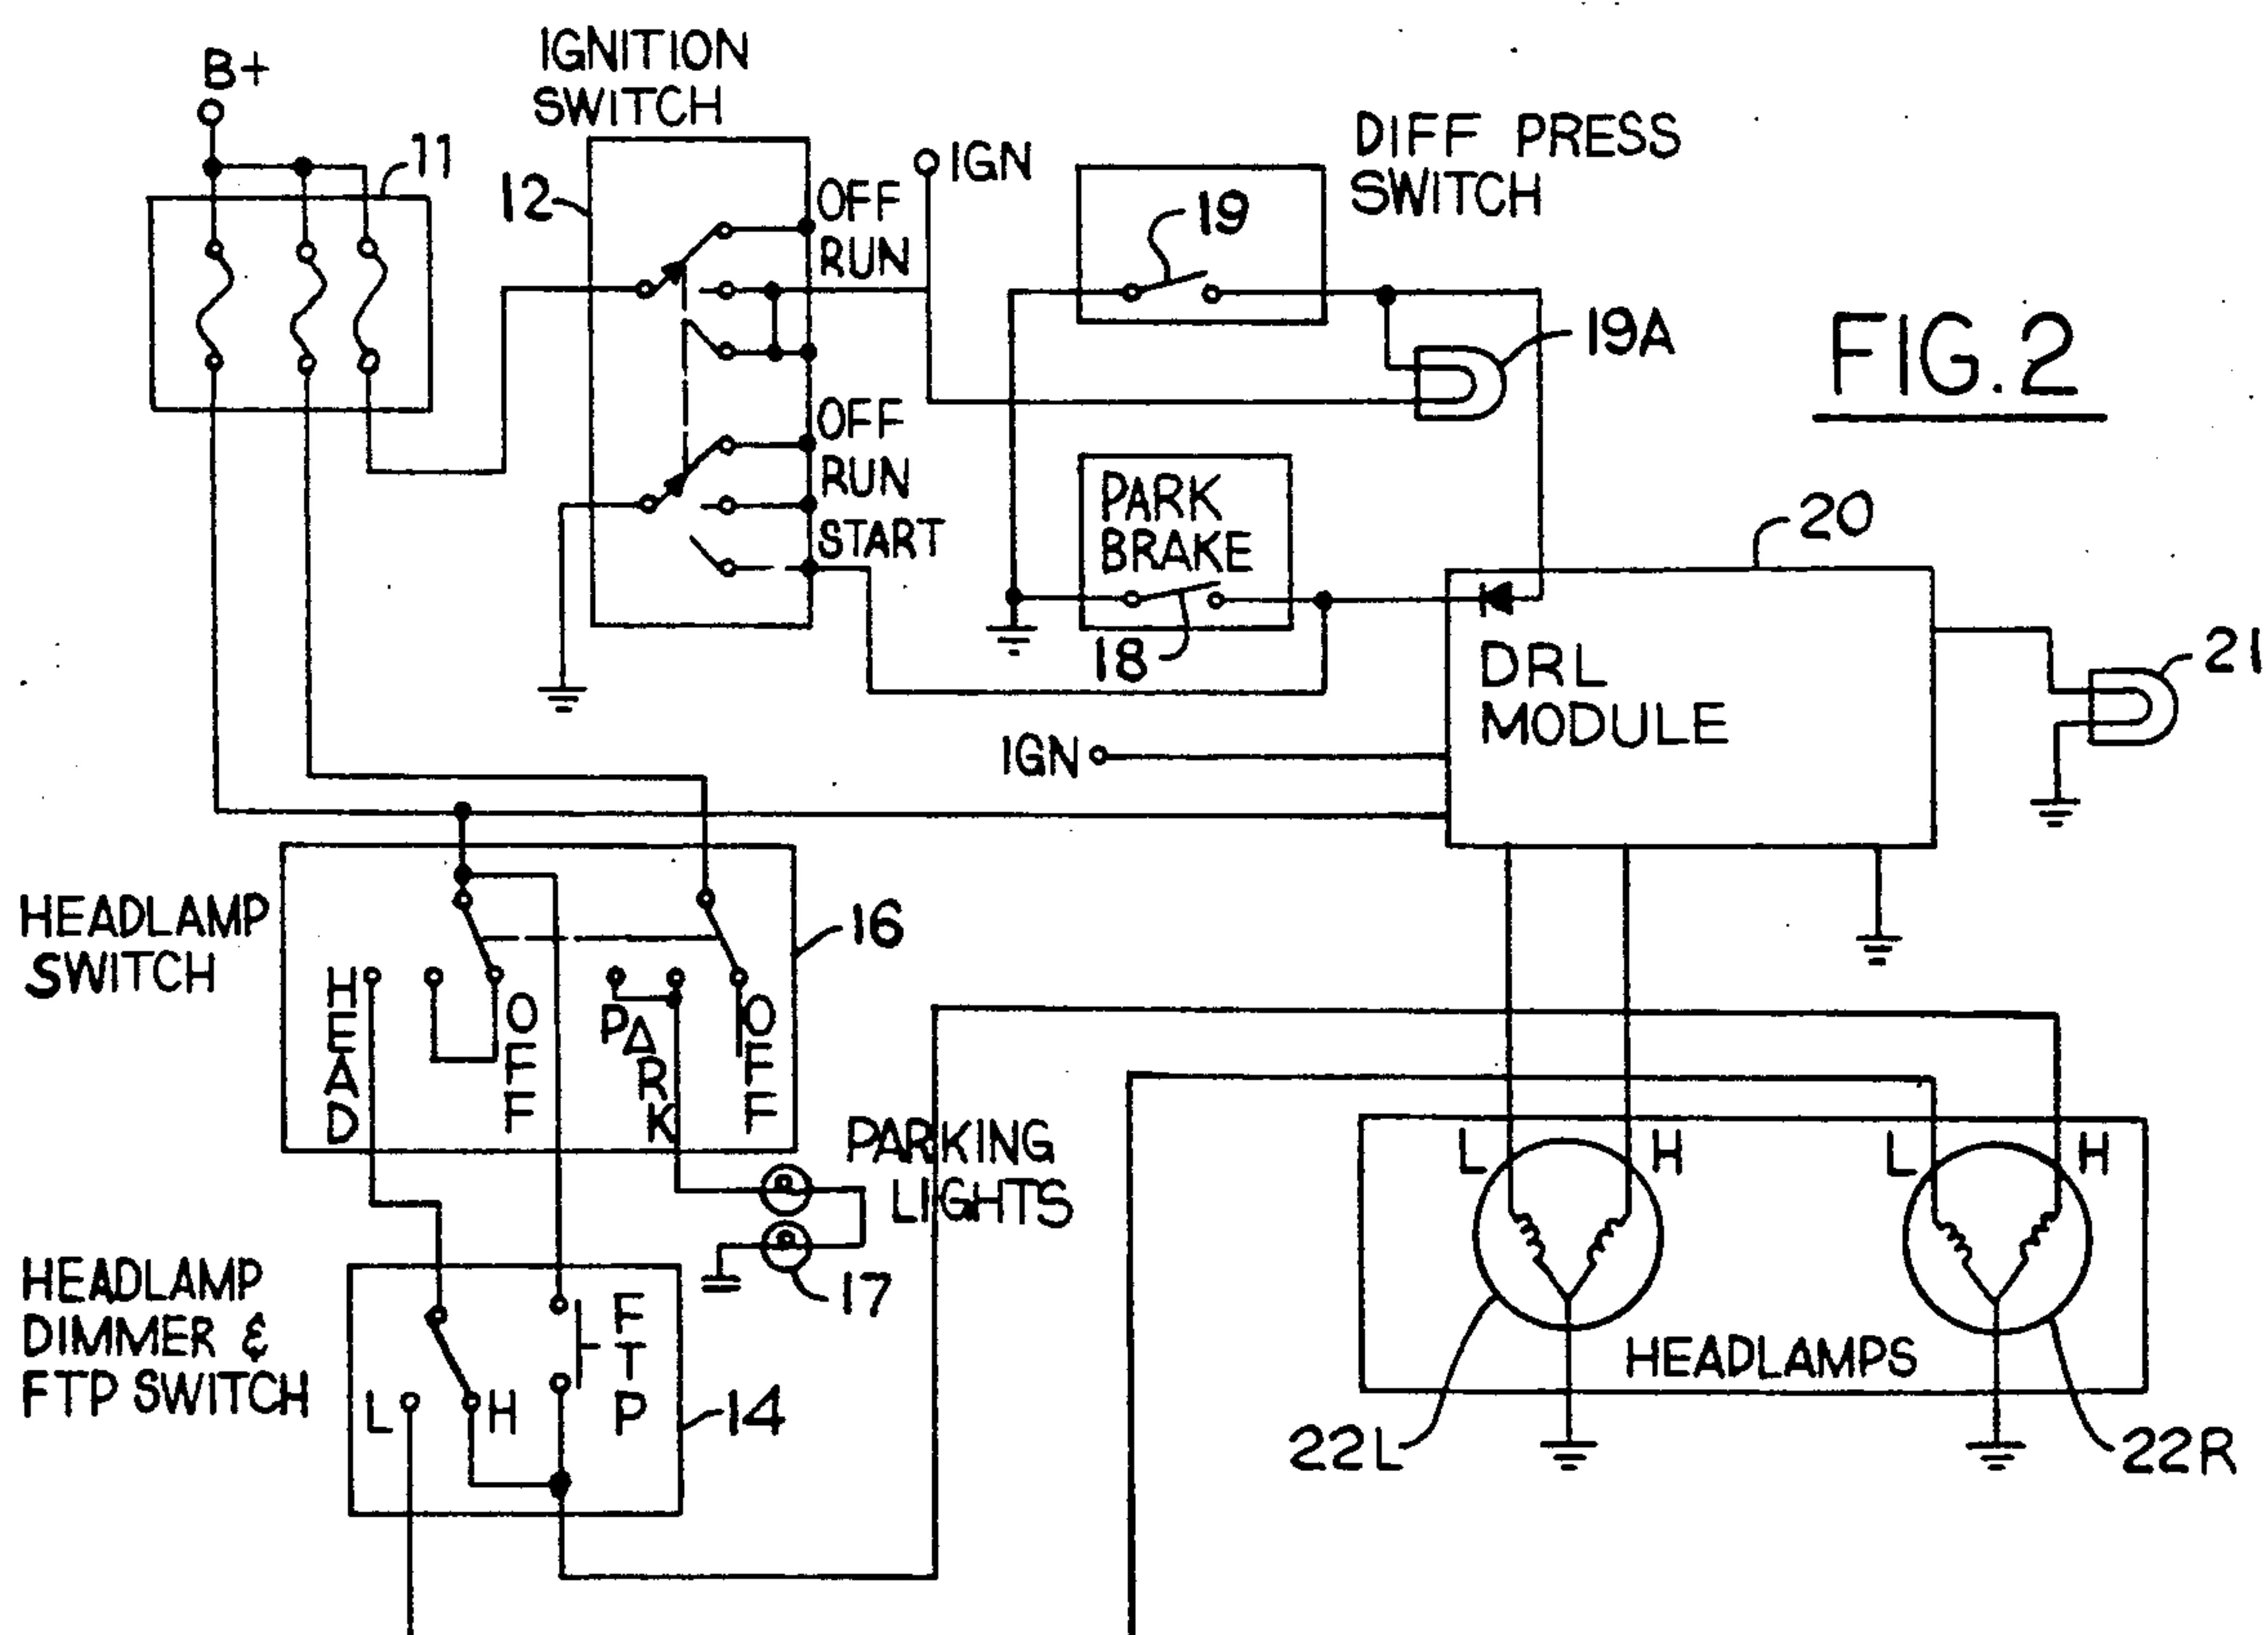 B+
IGNITION
SWITCH
11
12
OFF
RUN
IGN
DIFF PRESS
SWITCH
19
19A
FIG. 2
OFF
RUN
START
PARK
BRAKE
18
20
DRL
MODULE
21
IGN
HEADLAMP
SWITCH
16
HEAD
OFF
PARK
OFF
PARKING
LIGHTS
17
HEADLAMP
DIMMER &
FTP SWITCH
L
H
FTP
14
L
H
L
H
HEADLAMPS
22L
22R